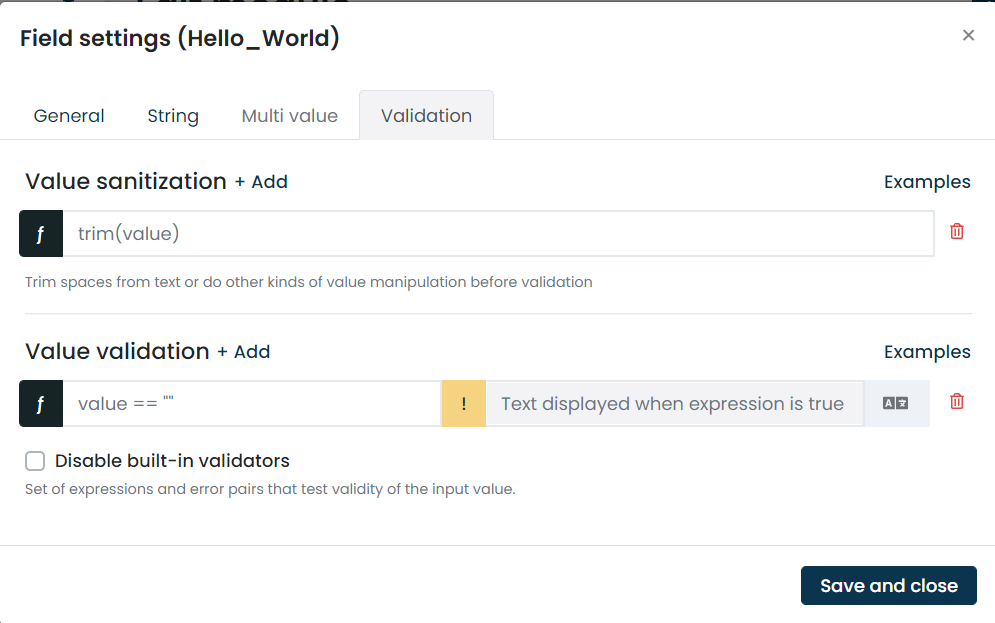 Field settings (Hello_World)
×
General String Multi value Validation
Value sanitization + Add Examples
ƒ trim(value)
Trim spaces from text or do other kinds of value manipulation before validation
Value validation + Add Examples
ƒ value == "" ! Text displayed when expression is true A文
Disable built-in validators
Set of expressions and error pairs that test validity of the input value.
Save and close